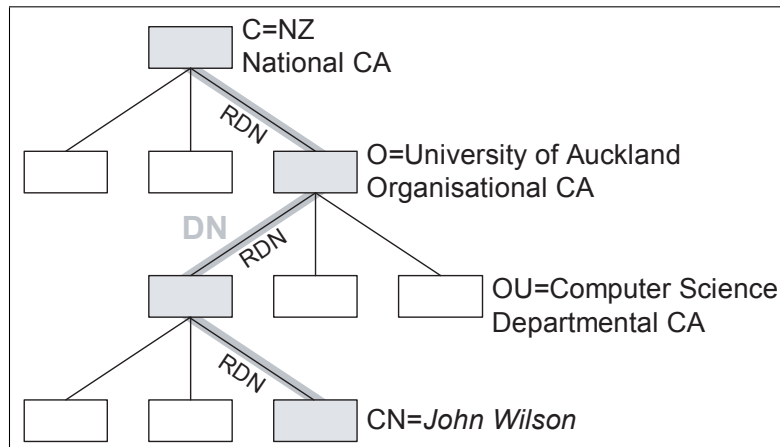 C=NZ
National CA
RDN
O=University of Auckland
Organisational CA
DN
RDN
OU=Computer Science
Departmental CA
RDN
CN=John Wilson